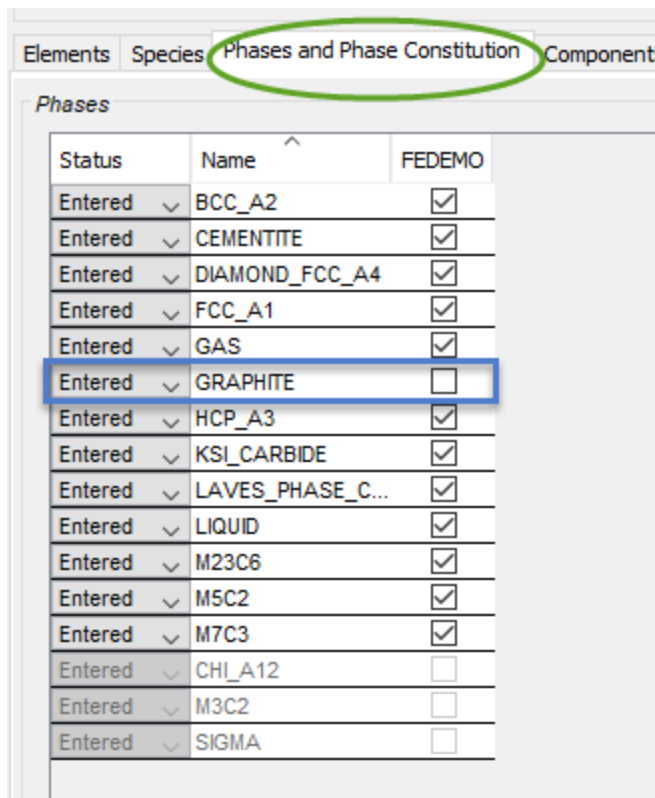 Elements Species Phases and Phase Constitution Component
Phases
Status Name FEDEMO
Entered BCC_A2
Entered CEMENTITE
Entered DIAMOND_FCC_A4
Entered FCC_A1
Entered GAS
Entered GRAPHITE
Entered HCP_A3
Entered KSI_CARBIDE
Entered LAVES_PHASE_C...
Entered LIQUID
Entered M23C6
Entered M5C2
Entered M7C3
Entered CHI_A12
Entered M3C2
Entered SIGMA